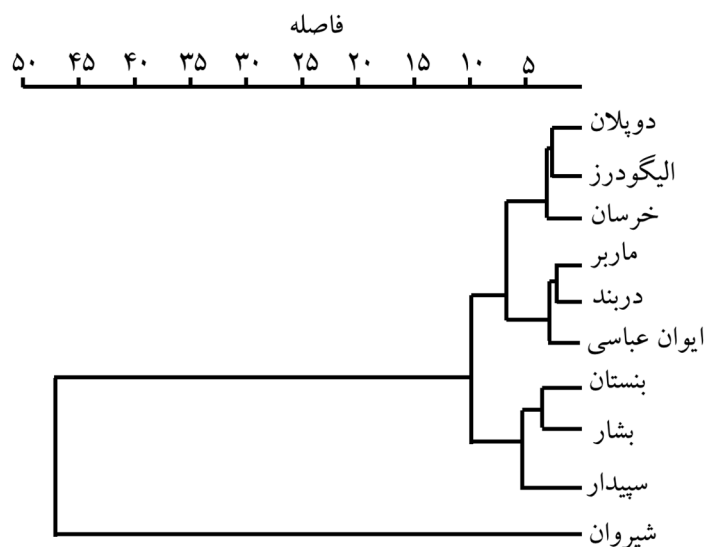 فاصله
۵۰ ۴۵ ۴۰ ۳۵ ۳۰ ۲۵ ۲۰ ۱۵ ۱۰ ۵
دوپلان
الیگودرز
خرسان
ماربر
دربند
ایوان عباسی
بنستان
بشار
سپیدار
شیروان